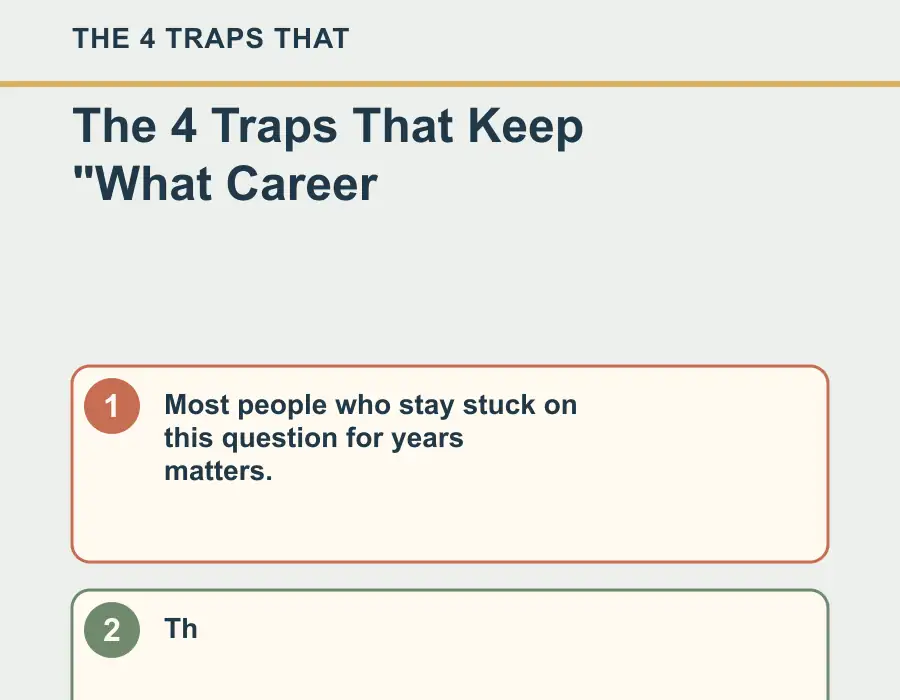 THE 4 TRAPS THAT
The 4 Traps That Keep
"What Career
1
Most people who stay stuck on
this question for years
matters.
2
Th